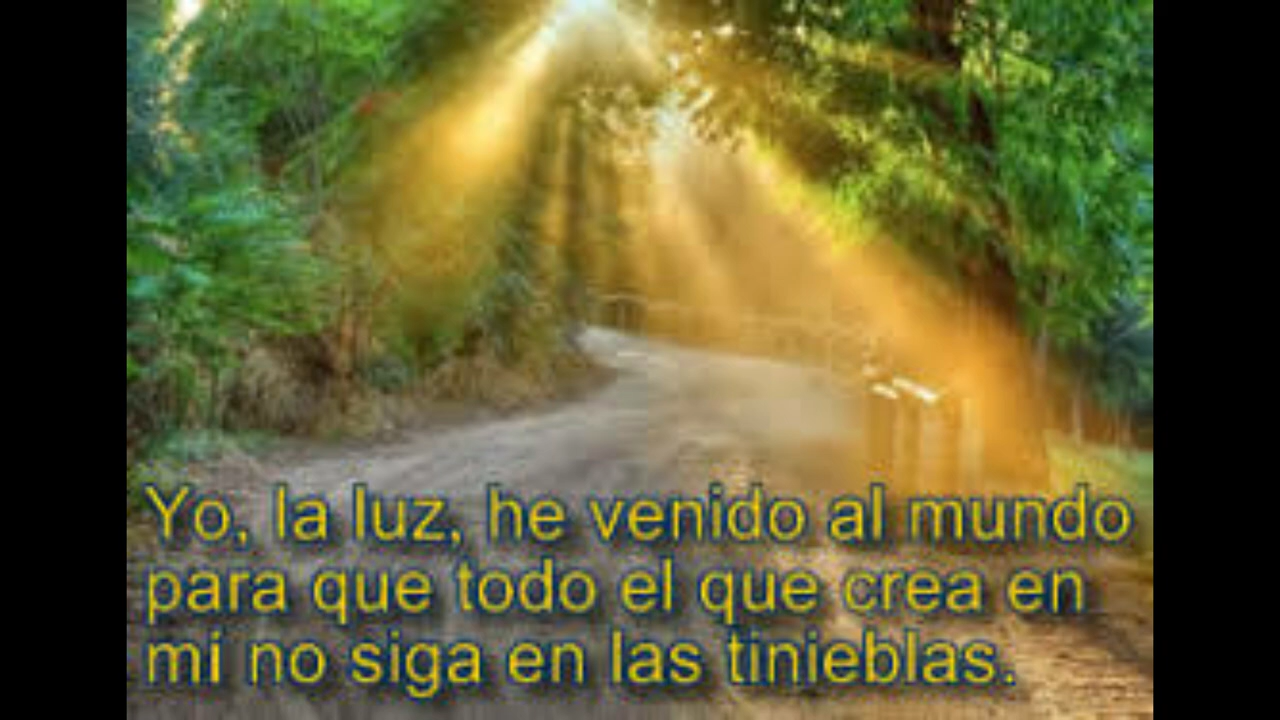 Yo, la luz, he venido al mundo
para que todo el que crea en
mí no siga en las tinieblas.